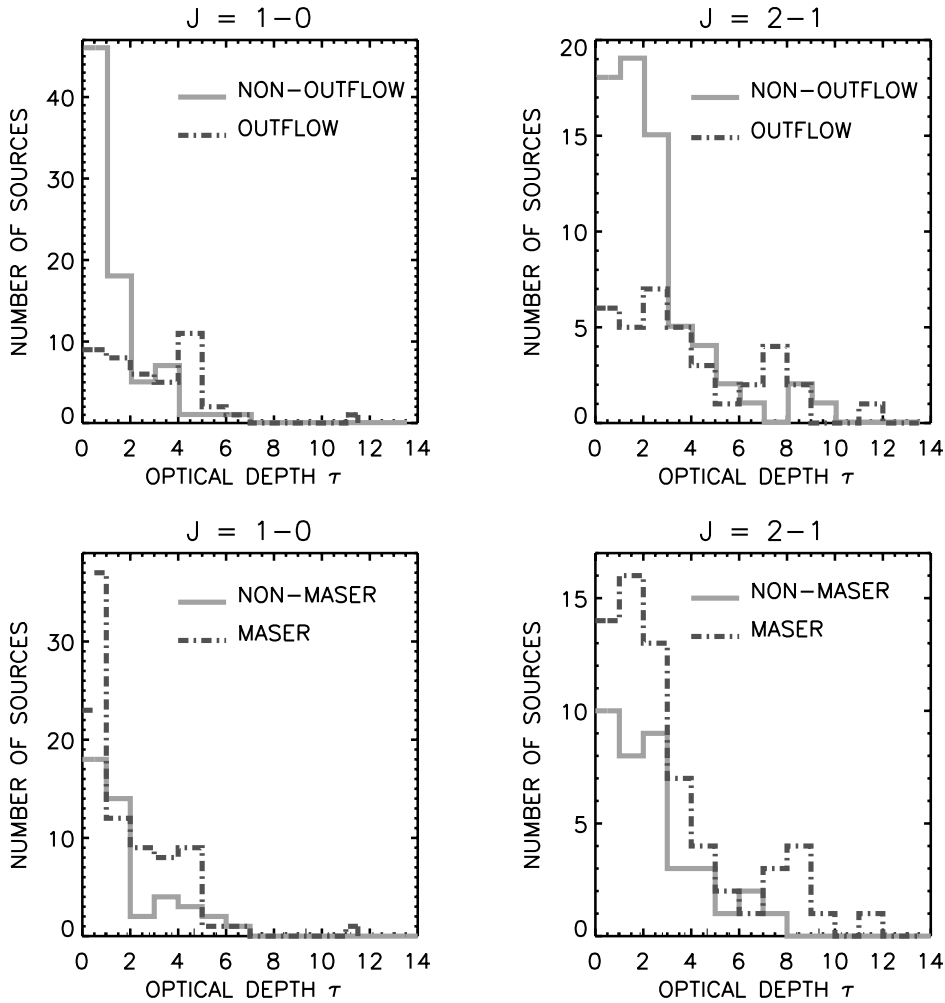 J = 1-0
NUMBER OF SOURCES
40
30
20
10
0
NON-OUTFLOW
OUTFLOW
0 2 4 6 8 10 12 14
OPTICAL DEPTH τ
J = 2-1
NUMBER OF SOURCES
20
15
10
5
0
NON-OUTFLOW
OUTFLOW
0 2 4 6 8 10 12 14
OPTICAL DEPTH τ
J = 1-0
NUMBER OF SOURCES
30
20
10
0
NON-MASER
MASER
0 2 4 6 8 10 12 14
OPTICAL DEPTH τ
J = 2-1
NUMBER OF SOURCES
15
10
5
0
NON-MASER
MASER
0 2 4 6 8 10 12 14
OPTICAL DEPTH τ